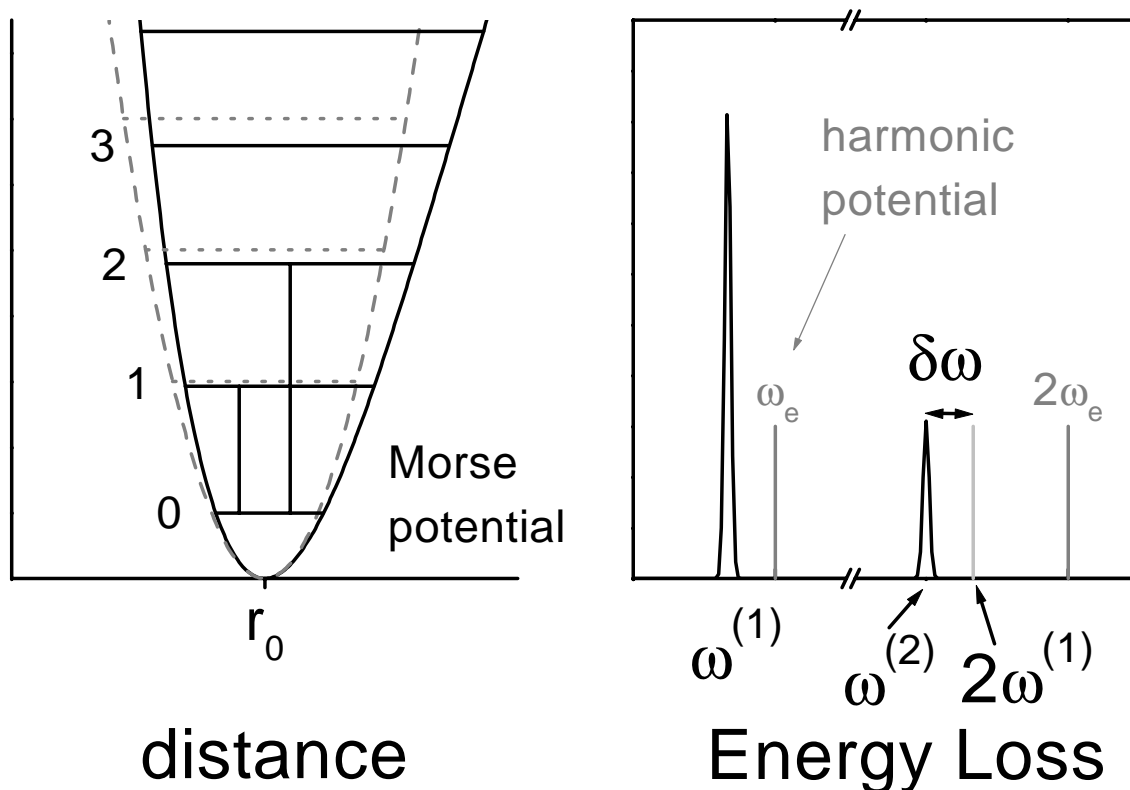 3
2
1
0
Morse
potential
r₀
distance
harmonic
potential
δω
ωₑ
2ωₑ
ω⁽¹⁾
ω⁽²⁾
2ω⁽¹⁾
Energy Loss